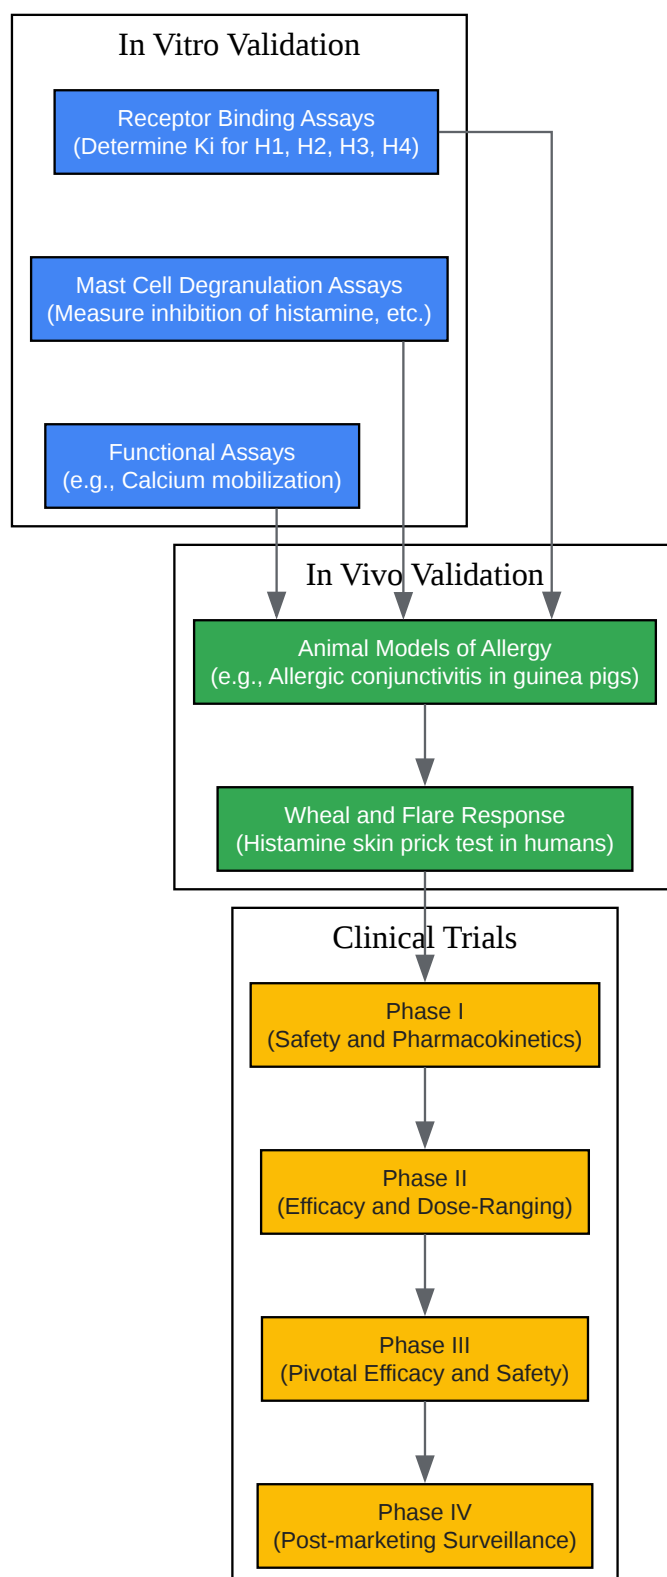 In Vitro Validation
Receptor Binding Assays
(Determine Ki for H1, H2, H3, H4)
Mast Cell Degranulation Assays
(Measure inhibition of histamine, etc.)
Functional Assays
(e.g., Calcium mobilization)
In Vivo Validation
Animal Models of Allergy
(e.g., Allergic conjunctivitis in guinea pigs)
Wheal and Flare Response
(Histamine skin prick test in humans)
Clinical Trials
Phase I
(Safety and Pharmacokinetics)
Phase II
(Efficacy and Dose-Ranging)
Phase III
(Pivotal Efficacy and Safety)
Phase IV
(Post-marketing Surveillance)